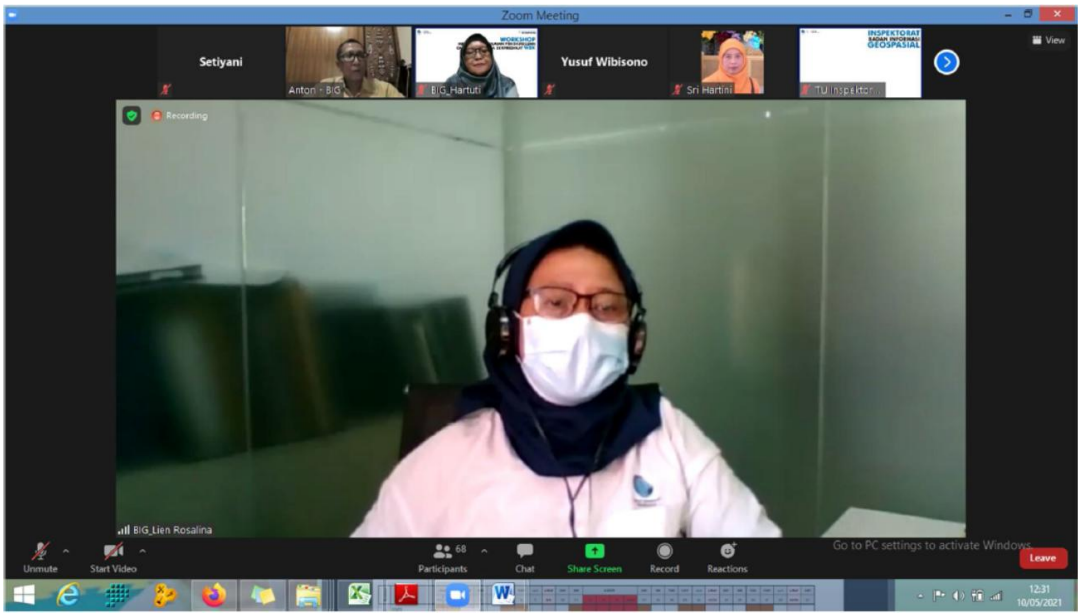 Zoom Meeting
View
Setiyani
Anton - BIG
WORKSHOP
BIG_Hartuti
Yusuf Wibisono
Sri Hartini
INSPEKTORAT
BADAN INFORMASI
GEOSPASIAL
TU Inspektor...
Recording
BIG_Lien Rosalina
Go to PC settings to activate Windows.
68
Unmute
Start Video
Participants
Chat
Share Screen
Record
Reactions
Leave
12:31
10/05/2021